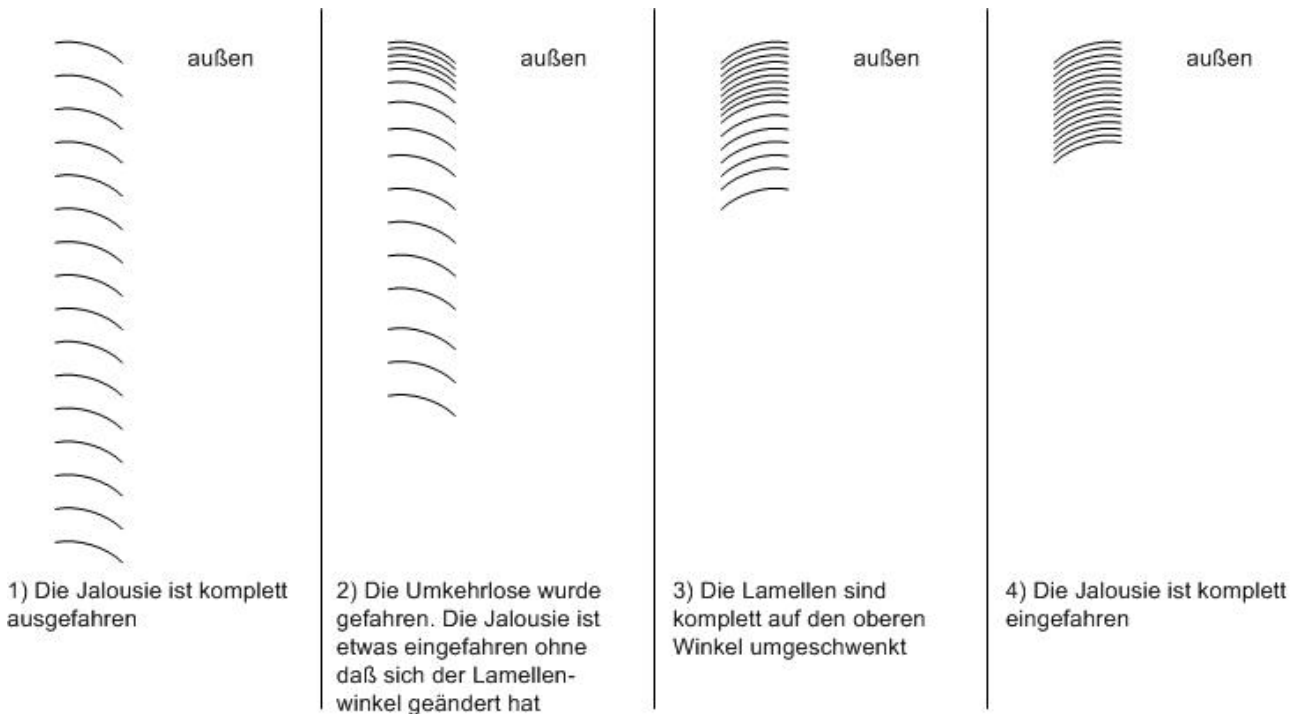 außen
außen
außen
außen
1) Die Jalousie ist komplett
ausgefahren
2) Die Umkehrlose wurde
gefahren. Die Jalousie ist
etwas eingefahren ohne
daß sich der Lamellen-
winkel geändert hat
3) Die Lamellen sind
komplett auf den oberen
Winkel umgeschwenkt
4) Die Jalousie ist komplett
eingefahren